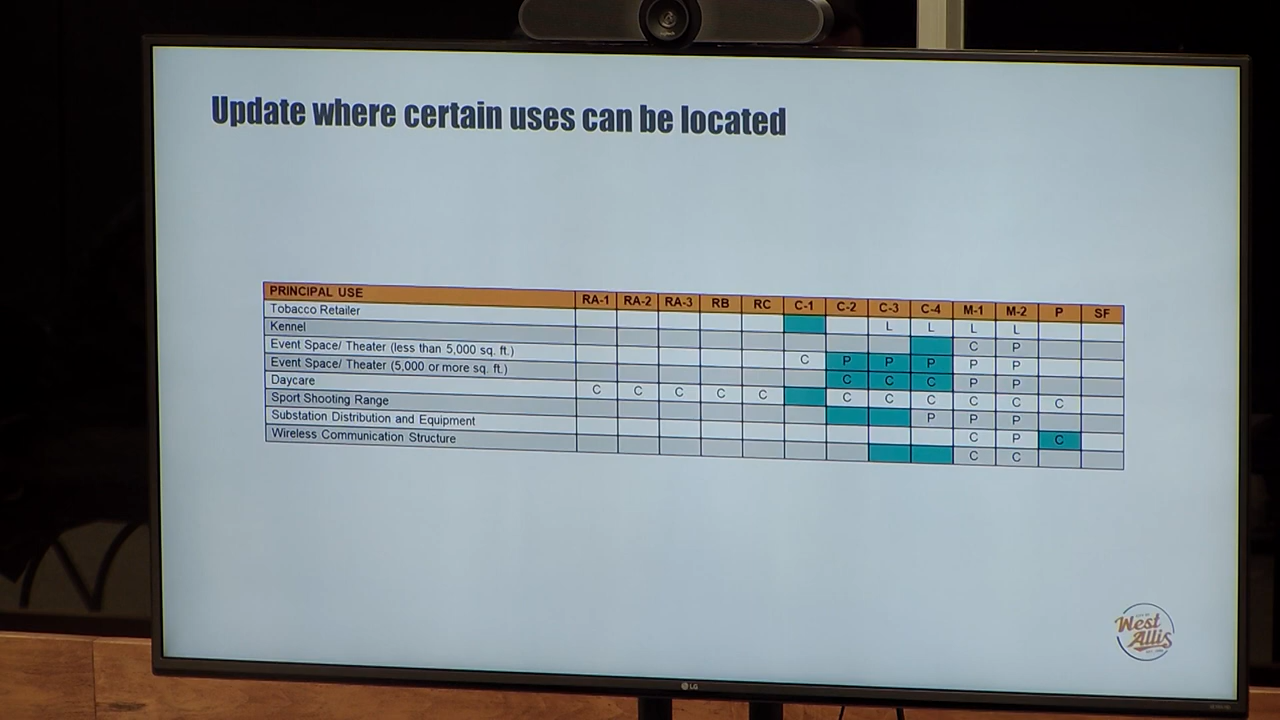 Update where certain uses can be located
PRINCIPAL USE RA-1 RA-2 RA-3 RB RC C-1 C-2 C-3 C-4 M-1 M-2 P SF
Tobacco Retailer L L L L
Kennel C P
Event Space/ Theater (less than 5,000 sq. ft.) C P P P P P
Event Space/ Theater (5,000 or more sq. ft.) C C C P P
Daycare C C C C C C C C C C C
Sport Shooting Range P P P
Substation Distribution and Equipment C P C
Wireless Communication Structure C C
West
Allis
LG